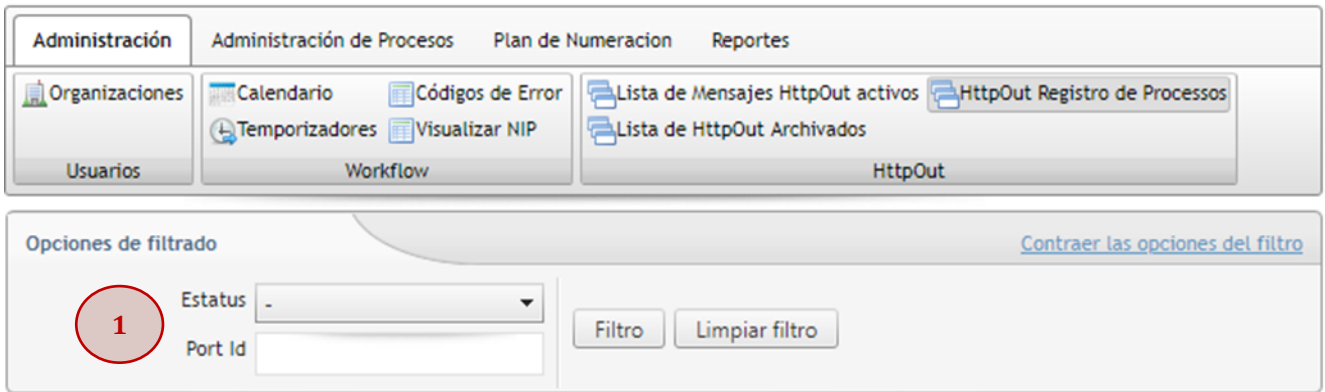 Administración Administración de Procesos Plan de Numeracion Reportes
Organizaciones Calendario Códigos de Error Lista de Mensajes HttpOut activos HttpOut Registro de Processos
Temporizadores Visualizar NIP Lista de HttpOut Archivados
Usuarios Workflow HttpOut
Opciones de filtrado Contraer las opciones del filtro
Estatus -
1 Filtro Limpiar filtro
Port Id